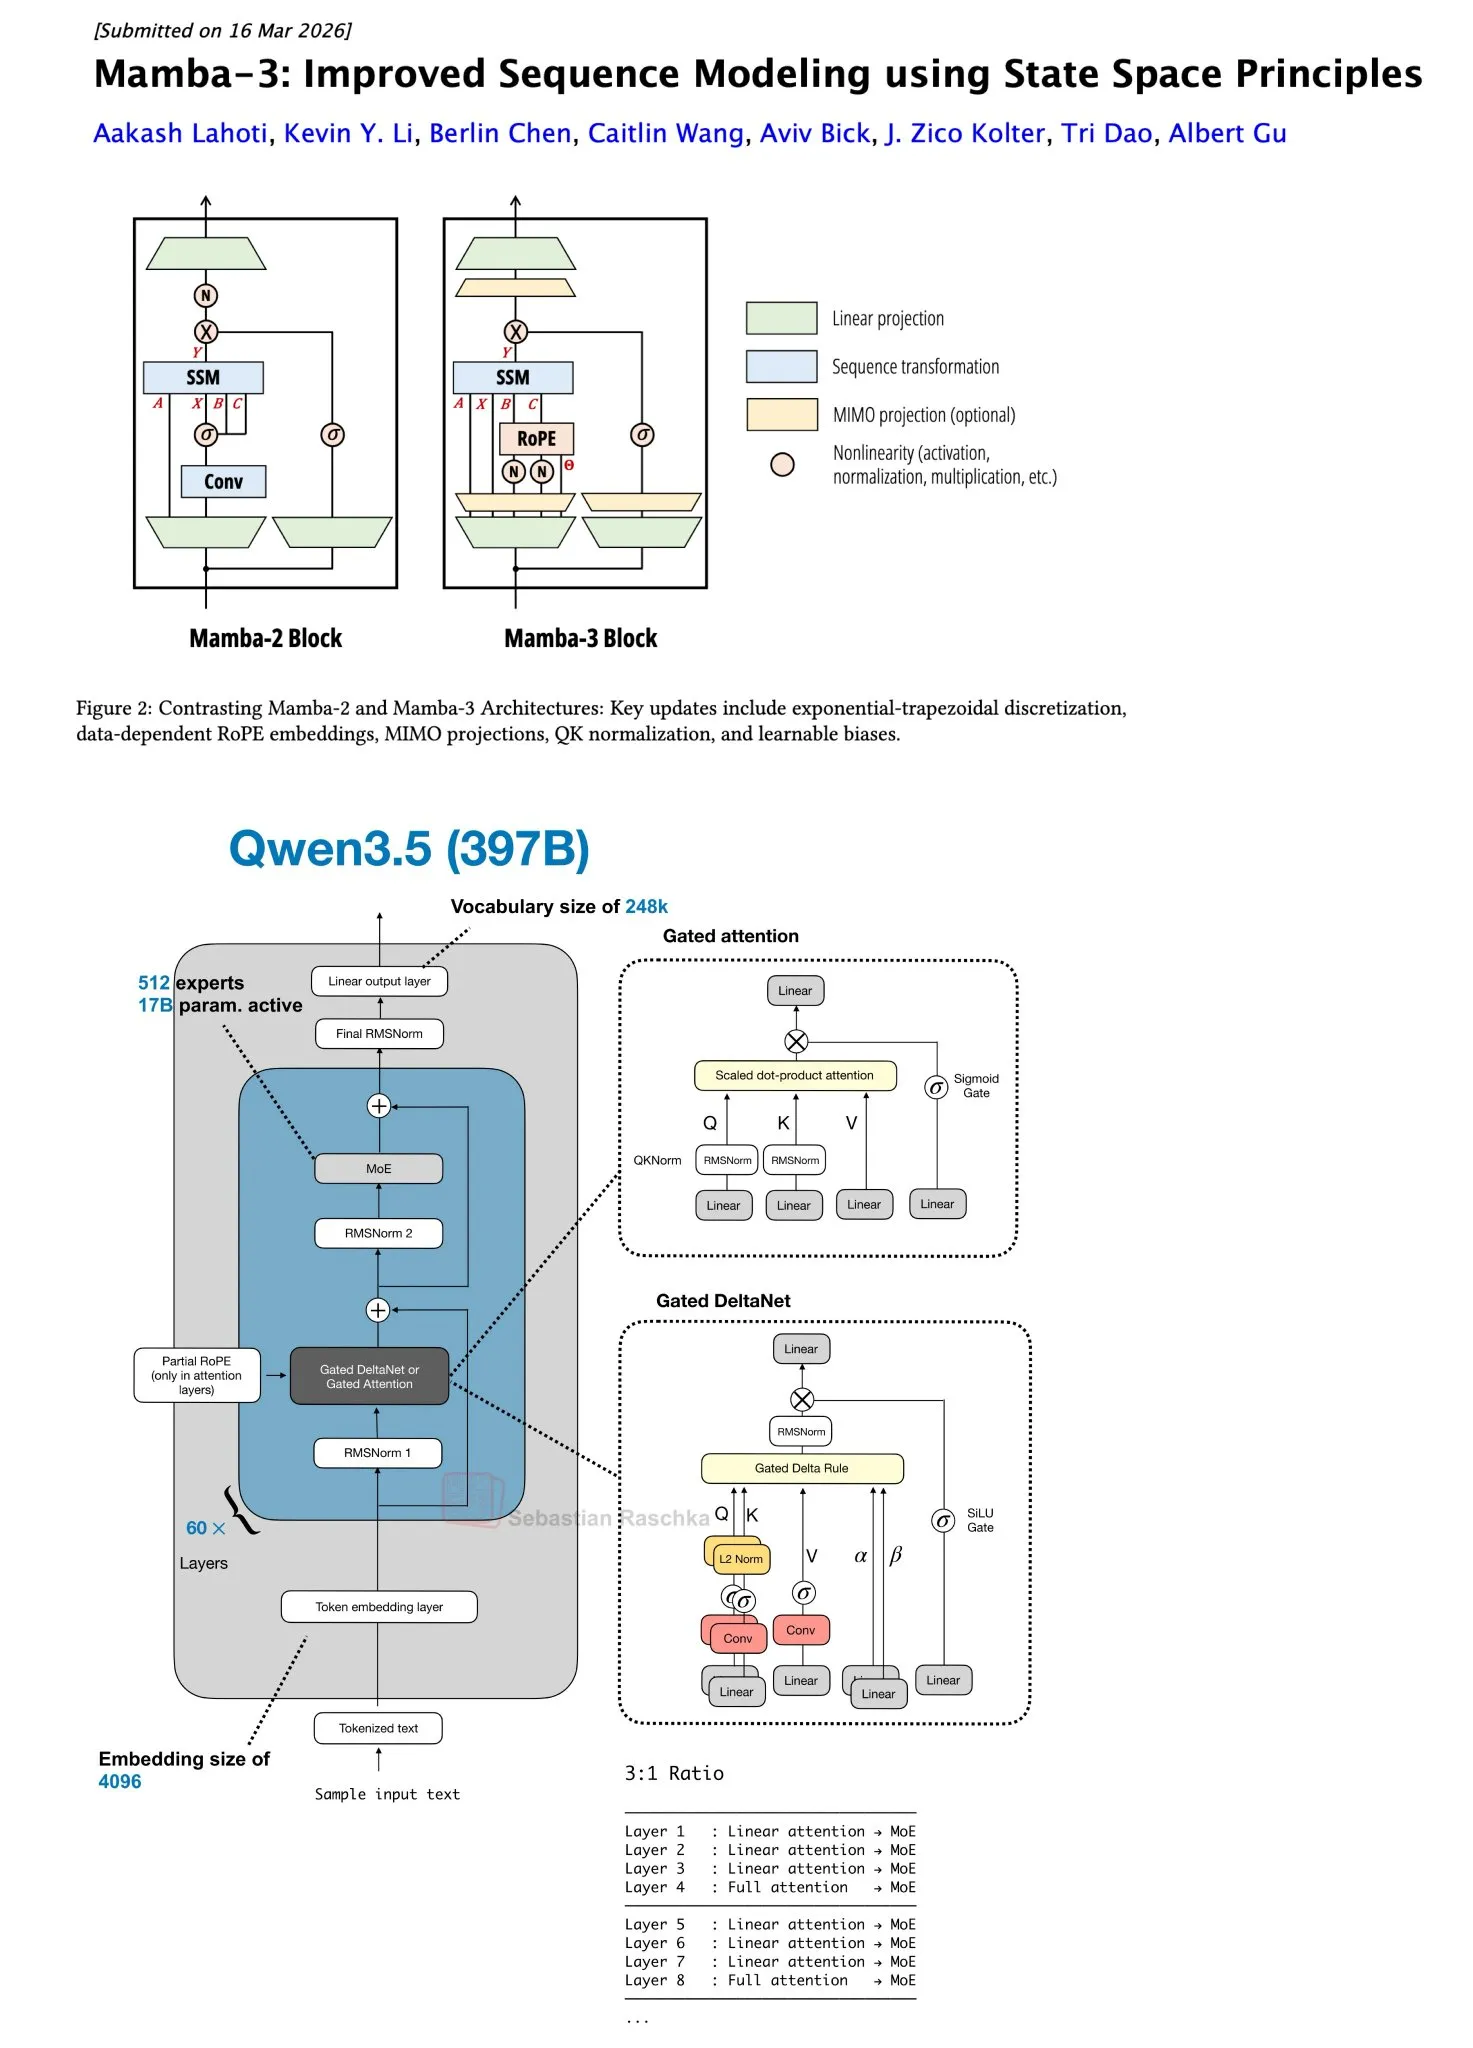 [Submitted on 16 Mar 2026]
Mamba-3: Improved Sequence Modeling using State Space Principles
Aakash Lahoti, Kevin Y. Li, Berlin Chen, Caitlin Wang, Aviv Bick, J. Zico Kolter, Tri Dao, Albert Gu
N
X
Y
SSM
A
X
B
C
σ
σ
Conv
Mamba-2 Block
X
Y
SSM
A
X
B
C
RoPE
N
N
Θ
σ
Mamba-3 Block
Linear projection
Sequence transformation
MIMO projection (optional)
Nonlinearity (activation,
normalization, multiplication, etc.)
Figure 2: Contrasting Mamba-2 and Mamba-3 Architectures: Key updates include exponential-trapezoidal discretization,
data-dependent RoPE embeddings, MIMO projections, QK normalization, and learnable biases.
Qwen3.5 (397B)
Vocabulary size of 248k
512 experts
17B param. active
Linear output layer
Final RMSNorm
+
MoE
RMSNorm 2
+
Partial RoPE
(only in attention
layers)
Gated DeltaNet or
Gated Attention
RMSNorm 1
60 ×
{
Layers
Token embedding layer
Tokenized text
Embedding size of
4096
Sample input text
Sebastian Raschka
Gated attention
Linear
Scaled dot-product attention
σ
Sigmoid
Gate
Q
K
V
QKNorm
RMSNorm
RMSNorm
Linear
Linear
Linear
Linear
Gated DeltaNet
Linear
RMSNorm
Gated Delta Rule
Q
K
V
α
β
σ
SiLU
Gate
L2 Norm
σ
σ
σ
Conv
Conv
Linear
Linear
Linear
Linear
3:1 Ratio
Layer 1 : Linear attention → MoE
Layer 2 : Linear attention → MoE
Layer 3 : Linear attention → MoE
Layer 4 : Full attention → MoE
Layer 5 : Linear attention → MoE
Layer 6 : Linear attention → MoE
Layer 7 : Linear attention → MoE
Layer 8 : Full attention → MoE
...